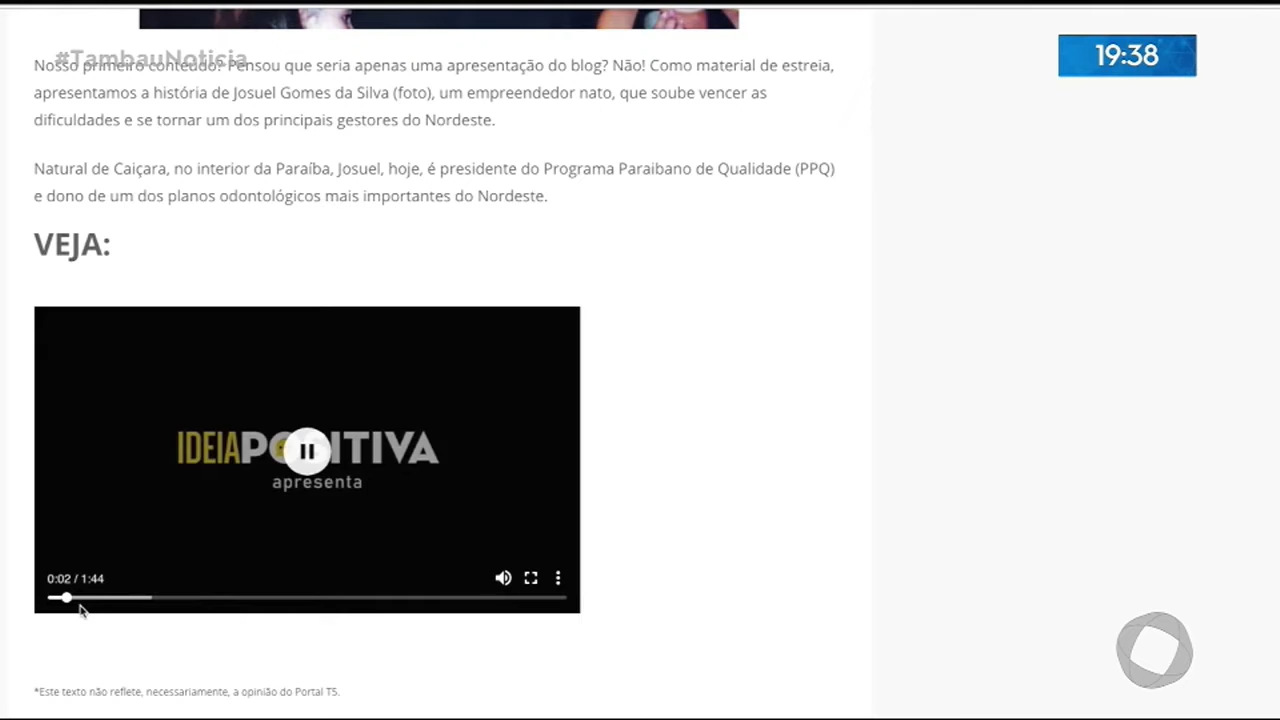 #TambauNoticia
19:38
Nosso primeiro conteúdo? Pensou que seria apenas uma apresentação do blog? Não! Como material de estreia,
apresentamos a história de Josuel Gomes da Silva (foto), um empreendedor nato, que soube vencer as
dificuldades e se tornar um dos principais gestores do Nordeste.
Natural de Caiçara, no interior da Paraíba, Josuel, hoje, é presidente do Programa Paraibano de Qualidade (PPQ)
e dono de um dos planos odontológicos mais importantes do Nordeste.
VEJA:
IDEIAPOSITIVA
apresenta
0:02 / 1:44
*Este texto não reflete, necessariamente, a opinião do Portal T5.